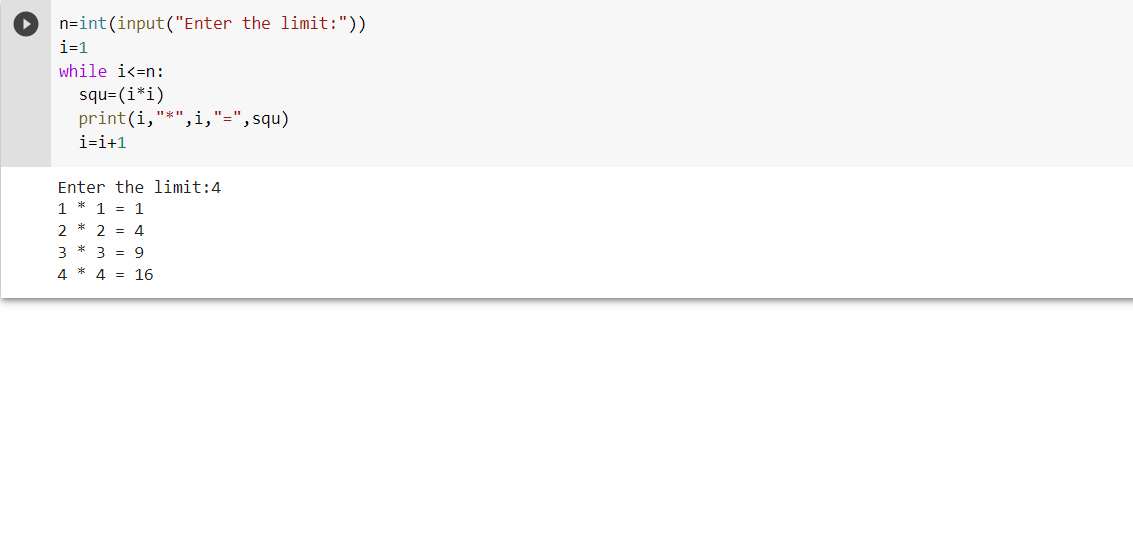 n=int(input("Enter the limit:"))
i=1
while i<=n:
  squ=(i*i)
  print(i,"*",i,"=",squ)
  i=i+1
Enter the limit:4
1 * 1 = 1
2 * 2 = 4
3 * 3 = 9
4 * 4 = 16